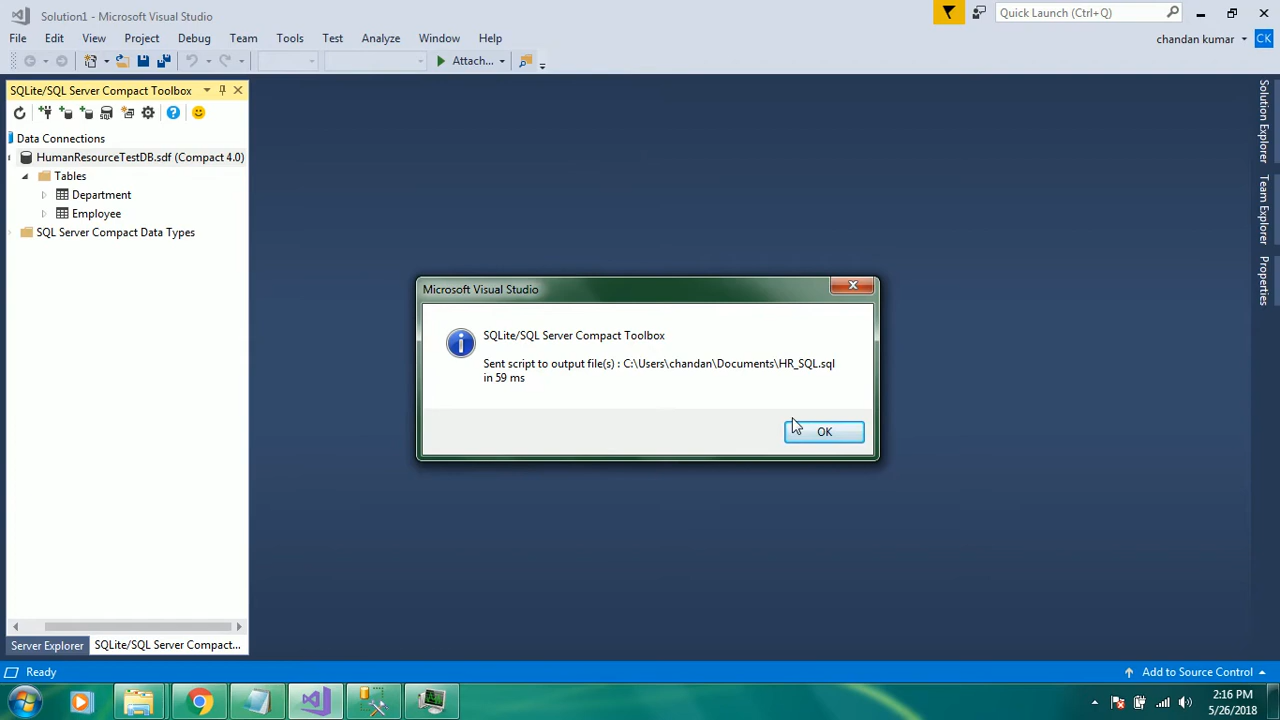 Solution1 - Microsoft Visual Studio
Quick Launch (Ctrl+Q)
File Edit View Project Debug Team Tools Test Analyze Window Help
chandan kumar
CK
Attach...
SQLite/SQL Server Compact Toolbox
Data Connections
HumanResourceTestDB.sdf (Compact 4.0)
Tables
Department
Employee
SQL Server Compact Data Types
Solution Explorer
Team Explorer
Properties
Microsoft Visual Studio
SQLite/SQL Server Compact Toolbox
Sent script to output file(s) : C:\Users\chandan\Documents\HR_SQL.sql
in 59 ms
OK
Server Explorer
SQLite/SQL Server Compact...
Ready
Add to Source Control
2:16 PM
5/26/2018